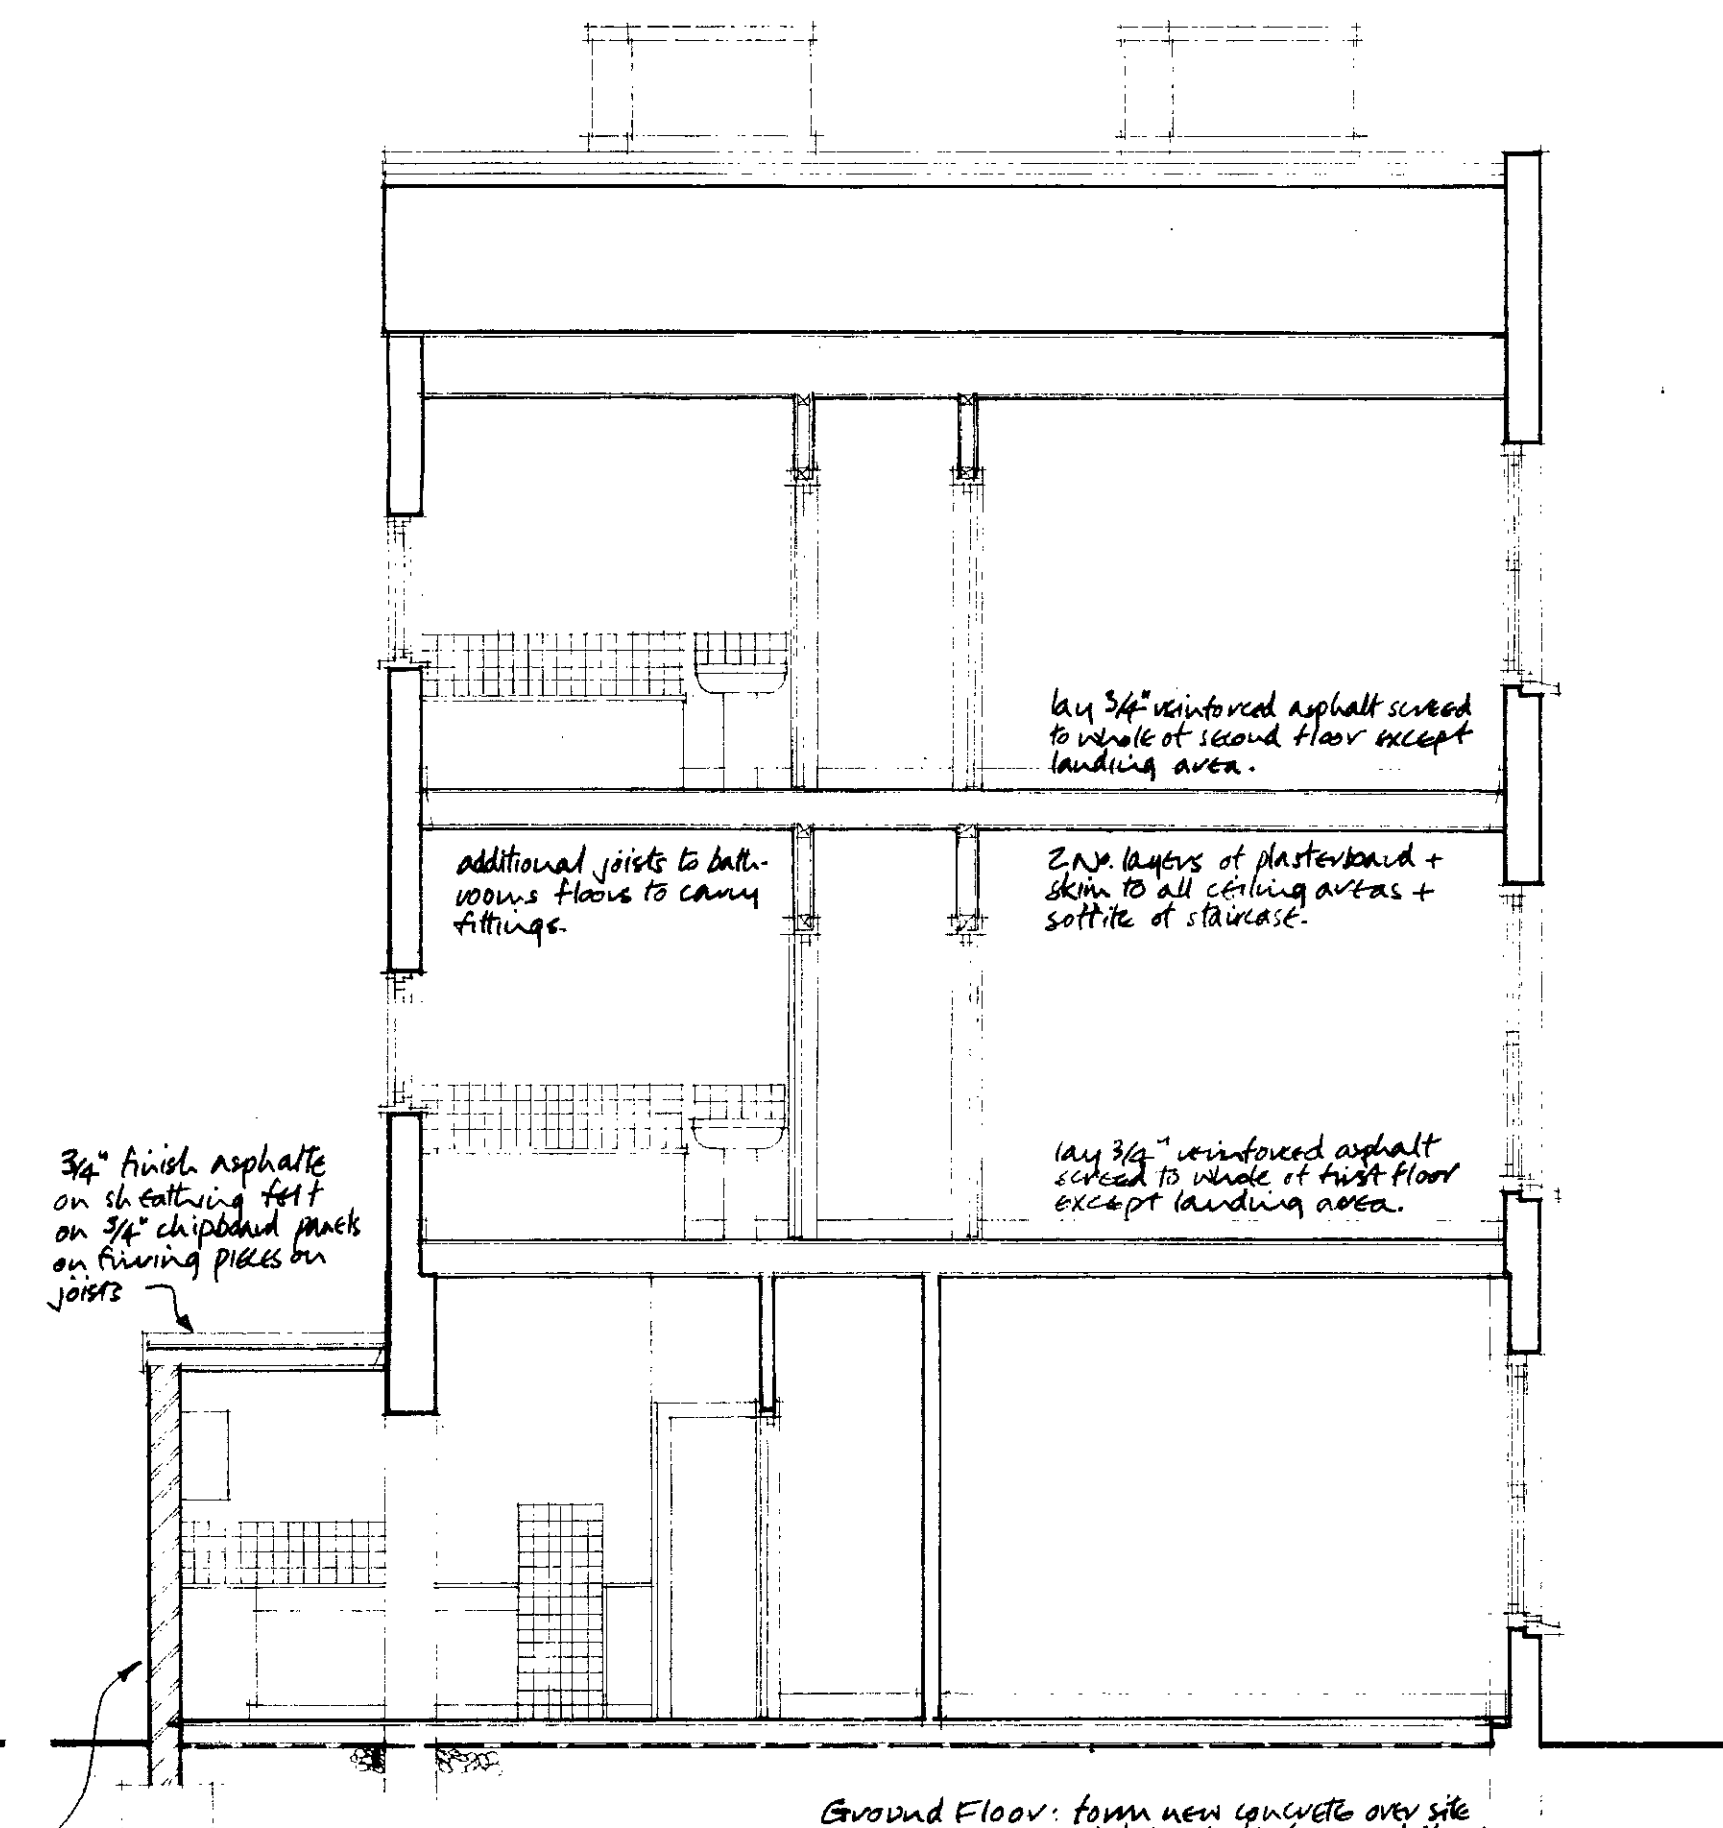 lay 3/4" reinforced asphalt screed
to whole of second floor except
landing area.
additional joists to bath-
rooms floors to carry
fittings.
2 No. layers of plasterboard +
skim to all ceiling areas +
soffite of staircase.
3/4" finish asphalte
on sheathing felt
on 3/4" chipboard panels
on firring pieces on
joists
lay 3/4" reinforced asphalt
screed to whole of first floor
except landing area.
Ground Floor: form new concrete over site